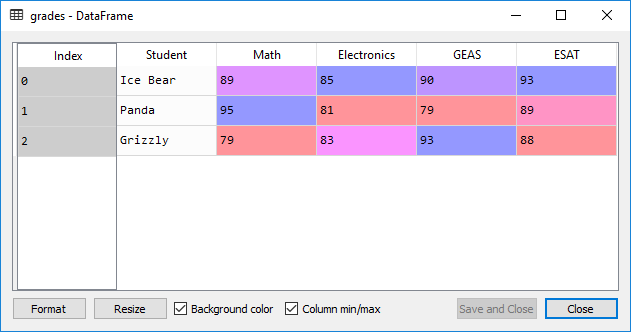 grades - DataFrame
Index Student Math Electronics GEAS ESAT
0 Ice Bear 89 85 90 93
1 Panda 95 81 79 89
2 Grizzly 79 83 93 88
Format Resize Background color Column min/max Save and Close Close